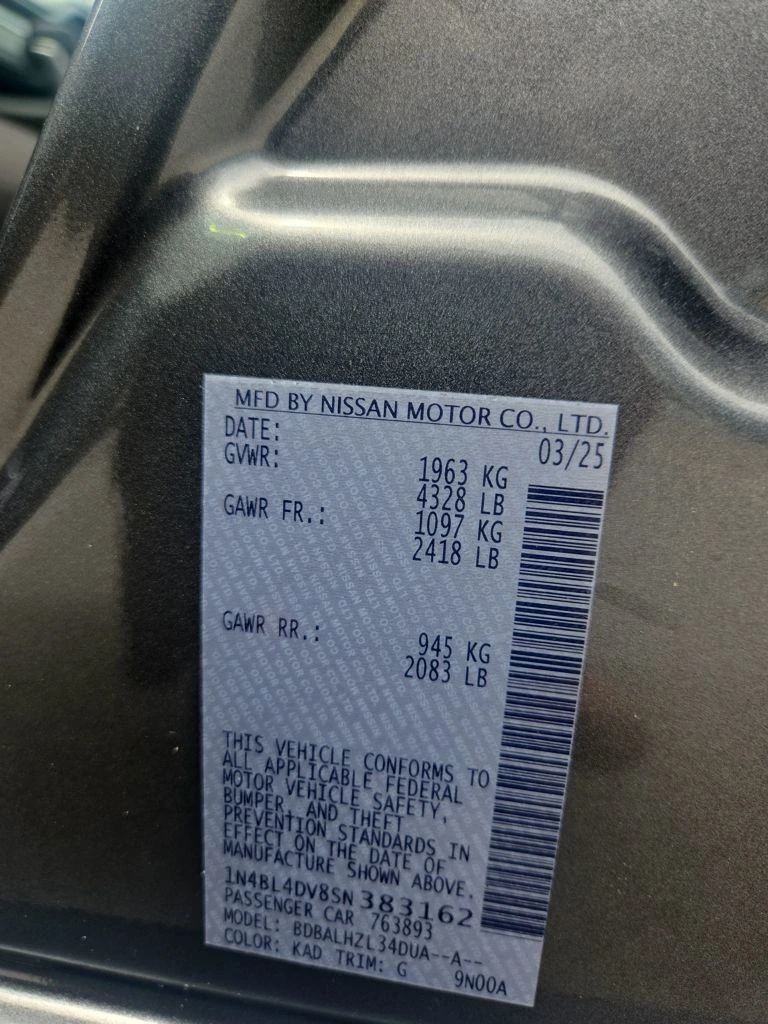 MFD BY NISSAN MOTOR CO., LTD.
DATE: 03/25
GVWR: 1963 KG
4328 LB
GAWR FR.: 1097 KG
2418 LB
GAWR RR.: 945 KG
2083 LB
THIS VEHICLE CONFORMS TO
ALL APPLICABLE FEDERAL
MOTOR VEHICLE SAFETY,
BUMPER, AND THEFT
PREVENTION STANDARDS IN
EFFECT ON THE DATE OF
MANUFACTURE SHOWN ABOVE.
1N4BL4DV8SN383162
PASSENGER CAR 763893
MODEL: BDBALHZL34DUA--A--
COLOR: KAD TRIM: G 9N00A